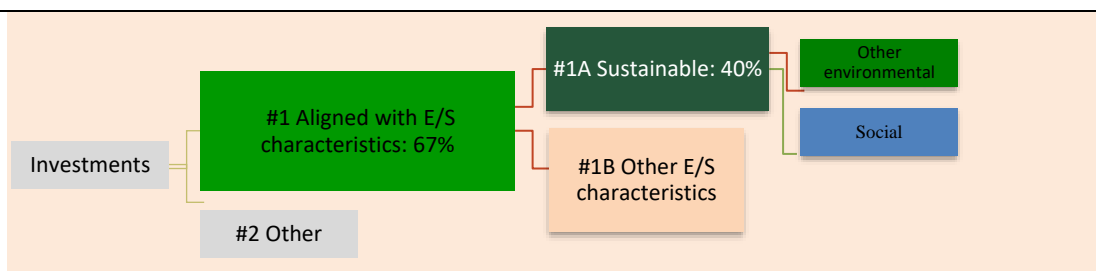 Investments
#1 Aligned with E/S
characteristics: 67%
#2 Other
#1A Sustainable: 40%
#1B Other E/S
characteristics
Other
environmental
Social